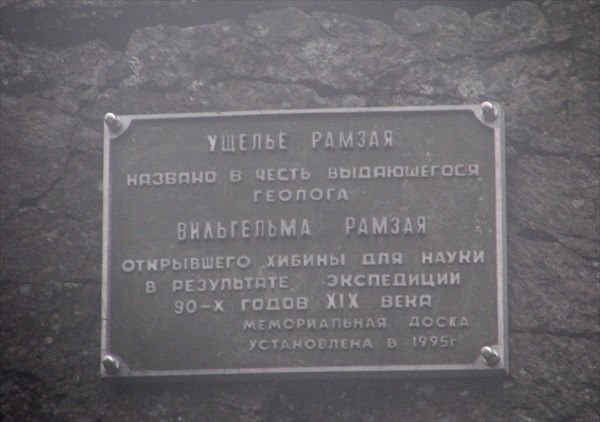 УЩЕЛЬЕ РАМЗАЯ
НАЗВАНО В ЧЕСТЬ ВЫДАЮЩЕГОСЯ
ГЕОЛОГА
ВИЛЬГЕЛЬМА РАМЗАЯ
ОТКРЫВШЕГО ХИБИНЫ ДЛЯ НАУКИ
В РЕЗУЛЬТАТЕ ЭКСПЕДИЦИИ
90-Х ГОДОВ XIX ВЕКА
МЕМОРИАЛЬНАЯ ДОСКА
УСТАНОВЛЕНА В 1995г